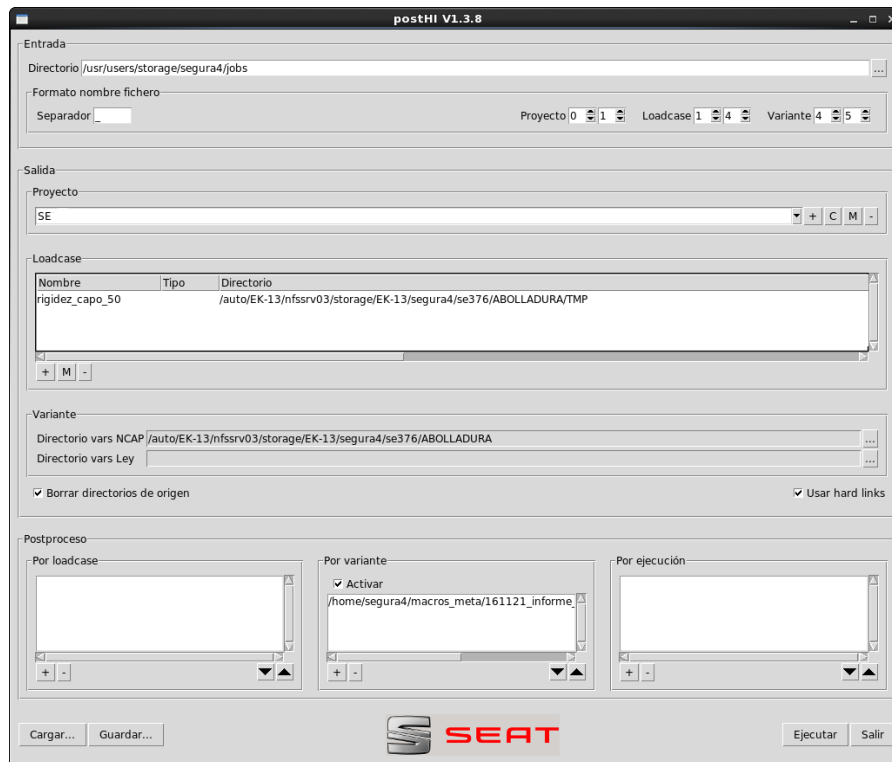 postHI V1.3.8
Entrada
Directorio /usr/users/storage/segura4/jobs ...
Formato nombre fichero
Separador _ Proyecto 0 1 Loadcase 1 4 Variante 4 5
Salida
Proyecto
SE + C M -
Loadcase
Nombre Tipo Directorio
rigidez_capo_50 /auto/EK-13/nfssrv03/storage/EK-13/segura4/se376/ABOLLADURA/TMP
+ M -
Variante
Directorio vars NCAP /auto/EK-13/nfssrv03/storage/EK-13/segura4/se376/ABOLLADURA ...
Directorio vars Ley ...
Borrar directorios de origen Usar hard links
Postproceso
Por loadcase Por variante Por ejecución
Activar
/home/segura4/macros_meta/161121_informe_
+ - + - + -
Cargar... Guardar... SEAT Ejecutar Salir